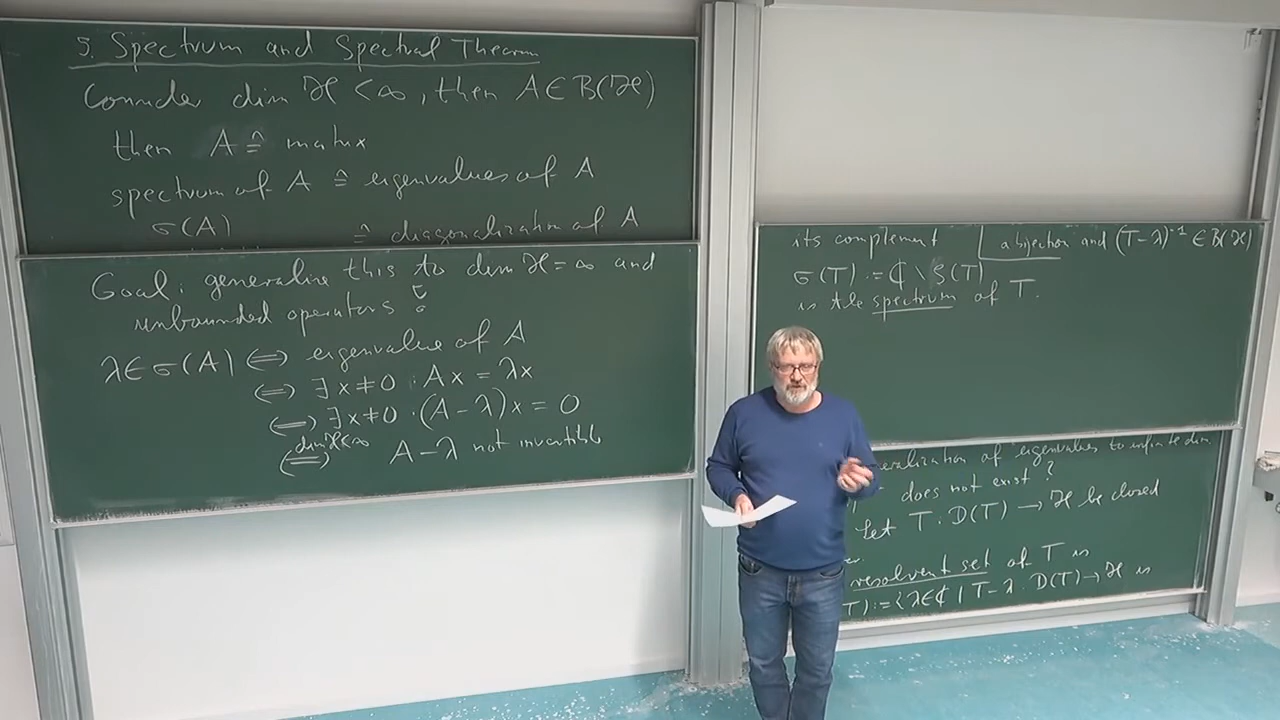 5. Spectrum and Spectral Theorem
Consider dim ℋ < ∞, then A ∈ B(ℋ)
then A ≙ matrix
spectrum of A ≙ eigenvalues of A
σ(A)
≙ diagonalization of A
Goal: generalize this to dim ℋ = ∞ and
unbounded operators !
λ ∈ σ(A) ⟺ eigenvalue of A
⟺ ∃ x ≠ 0 : Ax = λx
⟺ ∃ x ≠ 0 : (A - λ)x = 0
dim ℋ < ∞
⟺ A - λ not invertible
its complement
a bijection and (T-λ)⁻¹ ∈ B(ℋ)
σ(T) := ℂ \ ρ(T)
is the spectrum of T.
of eigenvalues to infinite dim.
does not exist ?
Let T : D(T) → ℋ be closed
resolvent set of T is
T) := {λ ∈ ℂ | T - λ : D(T) → ℋ is